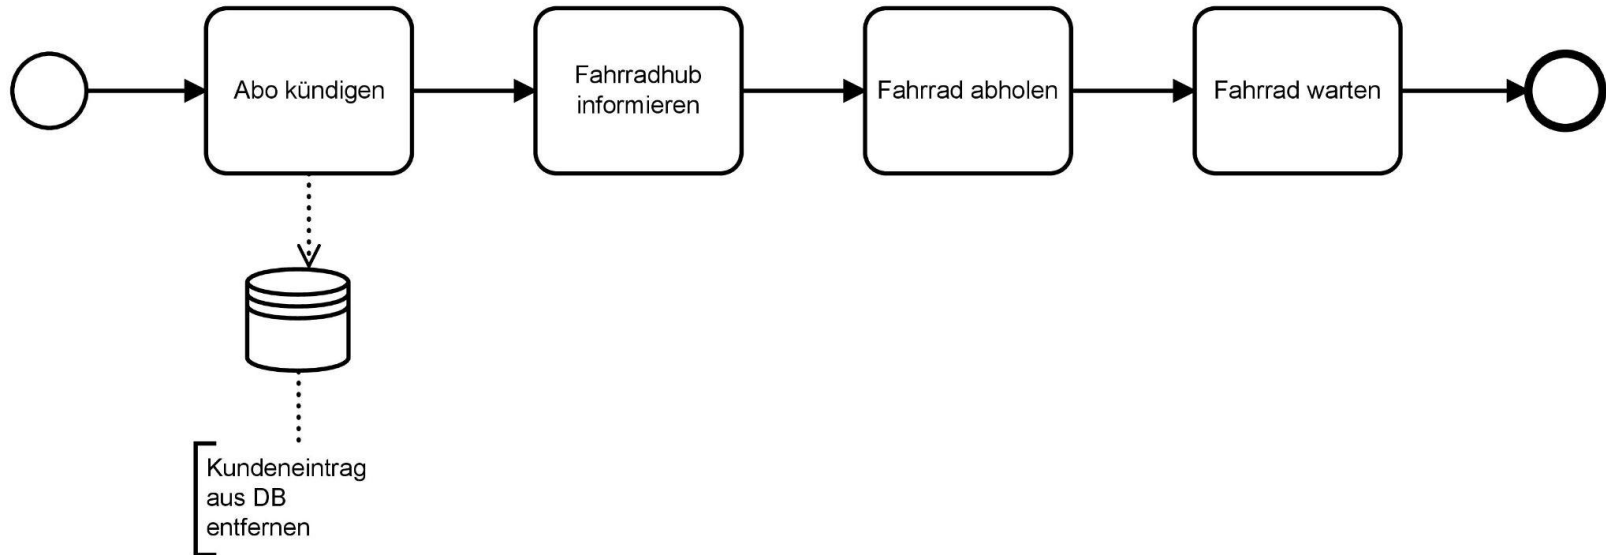 Abo kündigen
Fahrradhub
informieren
Fahrrad abholen
Fahrrad warten
Kundeneintrag
aus DB
entfernen